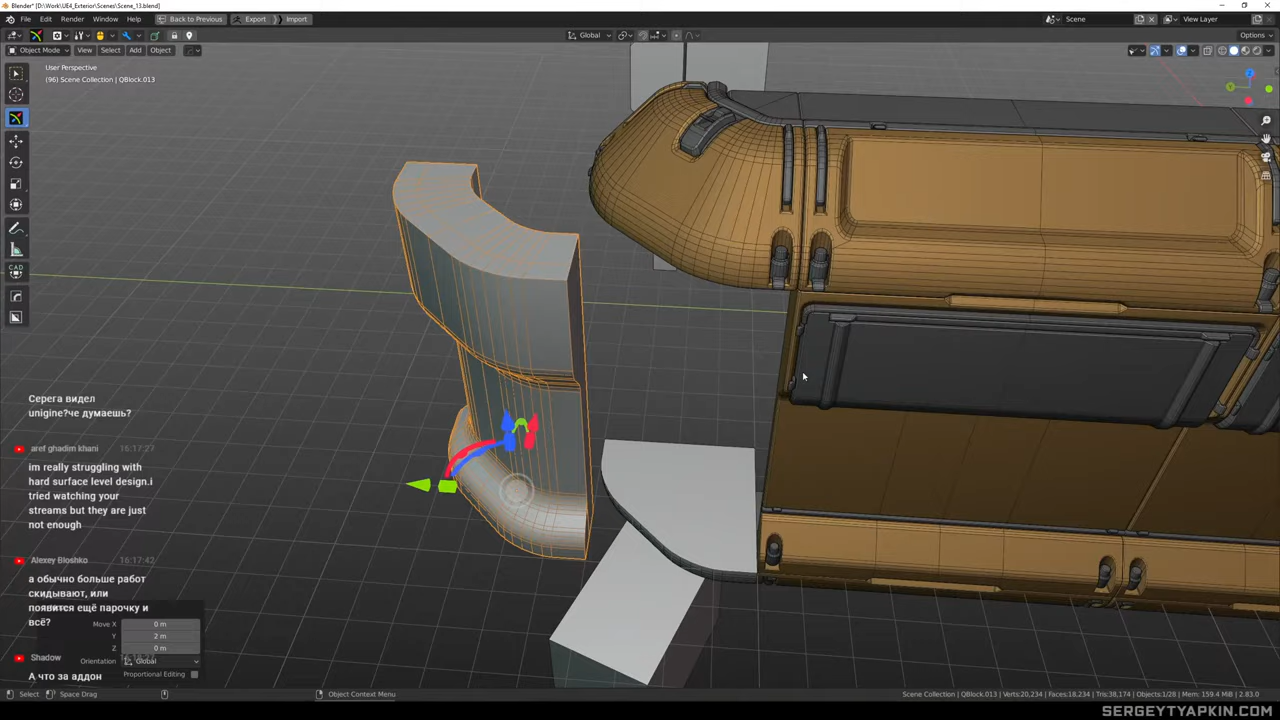 Blender* [D:\Work\UE4_Exterior\Scenes\Scene_13.blend]
File Edit Render Window Help Back to Previous Export Import Scene View Layer
Global Options
Object Mode View Select Add Object
User Perspective
(96) Scene Collection | QBlock.013
CAD
Серега видел
unigine?че думаешь?
aref ghadim khani 16:17:27
im really struggling with
hard surface level design.i
tried watching your
streams but they are just
not enough
Alexey Bloshko 16:17:42
а обычно больше работ
скидывают, или
появится ещё парочку и
всё?
Move X 0 m
Y 2 m
Z 0 m
Shadow
Orientation Global
А что за аддон
Proportional Editing
Select Space Drag Object Context Menu Scene Collection | QBlock.013 | Verts:20,234 | Faces:18,234 | Tris:38,174 | Objects:1/28 | Mem: 159.4 MiB | 2.83.0
SERGEYTYAPKIN.COM